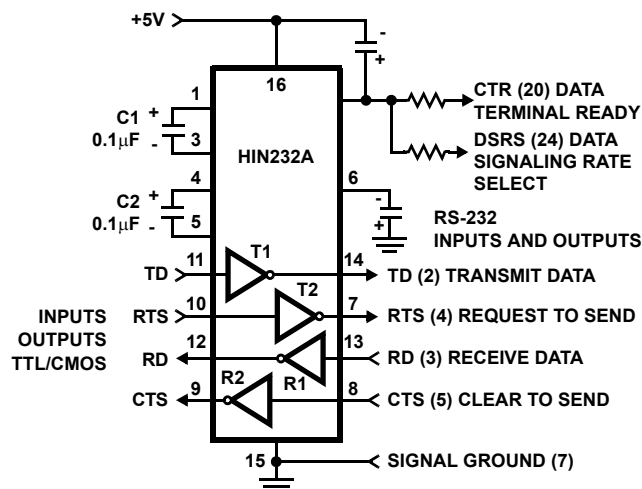 +5V
-
+
16
1
CTR (20) DATA
TERMINAL READY
C1
+
0.1μF
-
3
HIN232A
DSRS (24) DATA
SIGNALING RATE
SELECT
4
6
C2
+
0.1μF
-
5
-
+
RS-232
INPUTS AND OUTPUTS
TD
11
T1
14
TD (2) TRANSMIT DATA
INPUTS
OUTPUTS
TTL/CMOS
RTS
10
T2
7
RTS (4) REQUEST TO SEND
RD
12
R1
13
RD (3) RECEIVE DATA
CTS
9
R2
8
CTS (5) CLEAR TO SEND
15
SIGNAL GROUND (7)